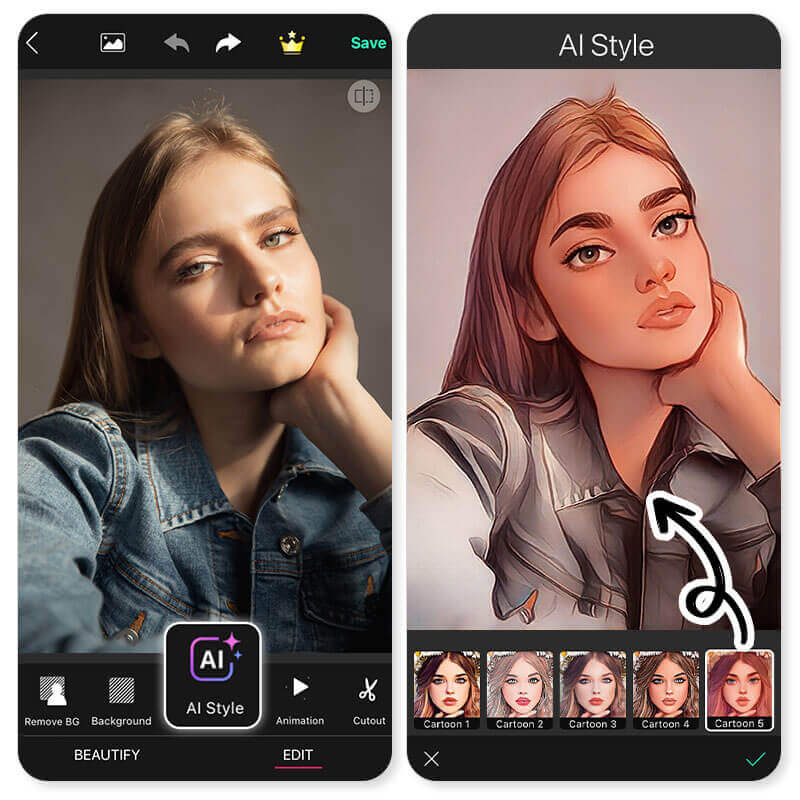 Save
AI
AI Style
Remove BG
Background
Animation
Cutout
BEAUTIFY
EDIT
AI Style
Cartoon 1
Cartoon 2
Cartoon 3
Cartoon 4
Cartoon 5